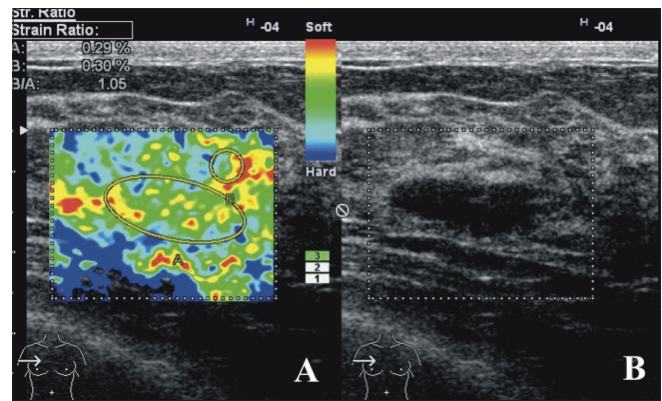 Str. Ratio
Strain Ratio:
A: 0.29 %
B: 0.30 %
B/A: 1.05
H -04
Soft
Hard
H -04
B
A
3
2
1
A
B